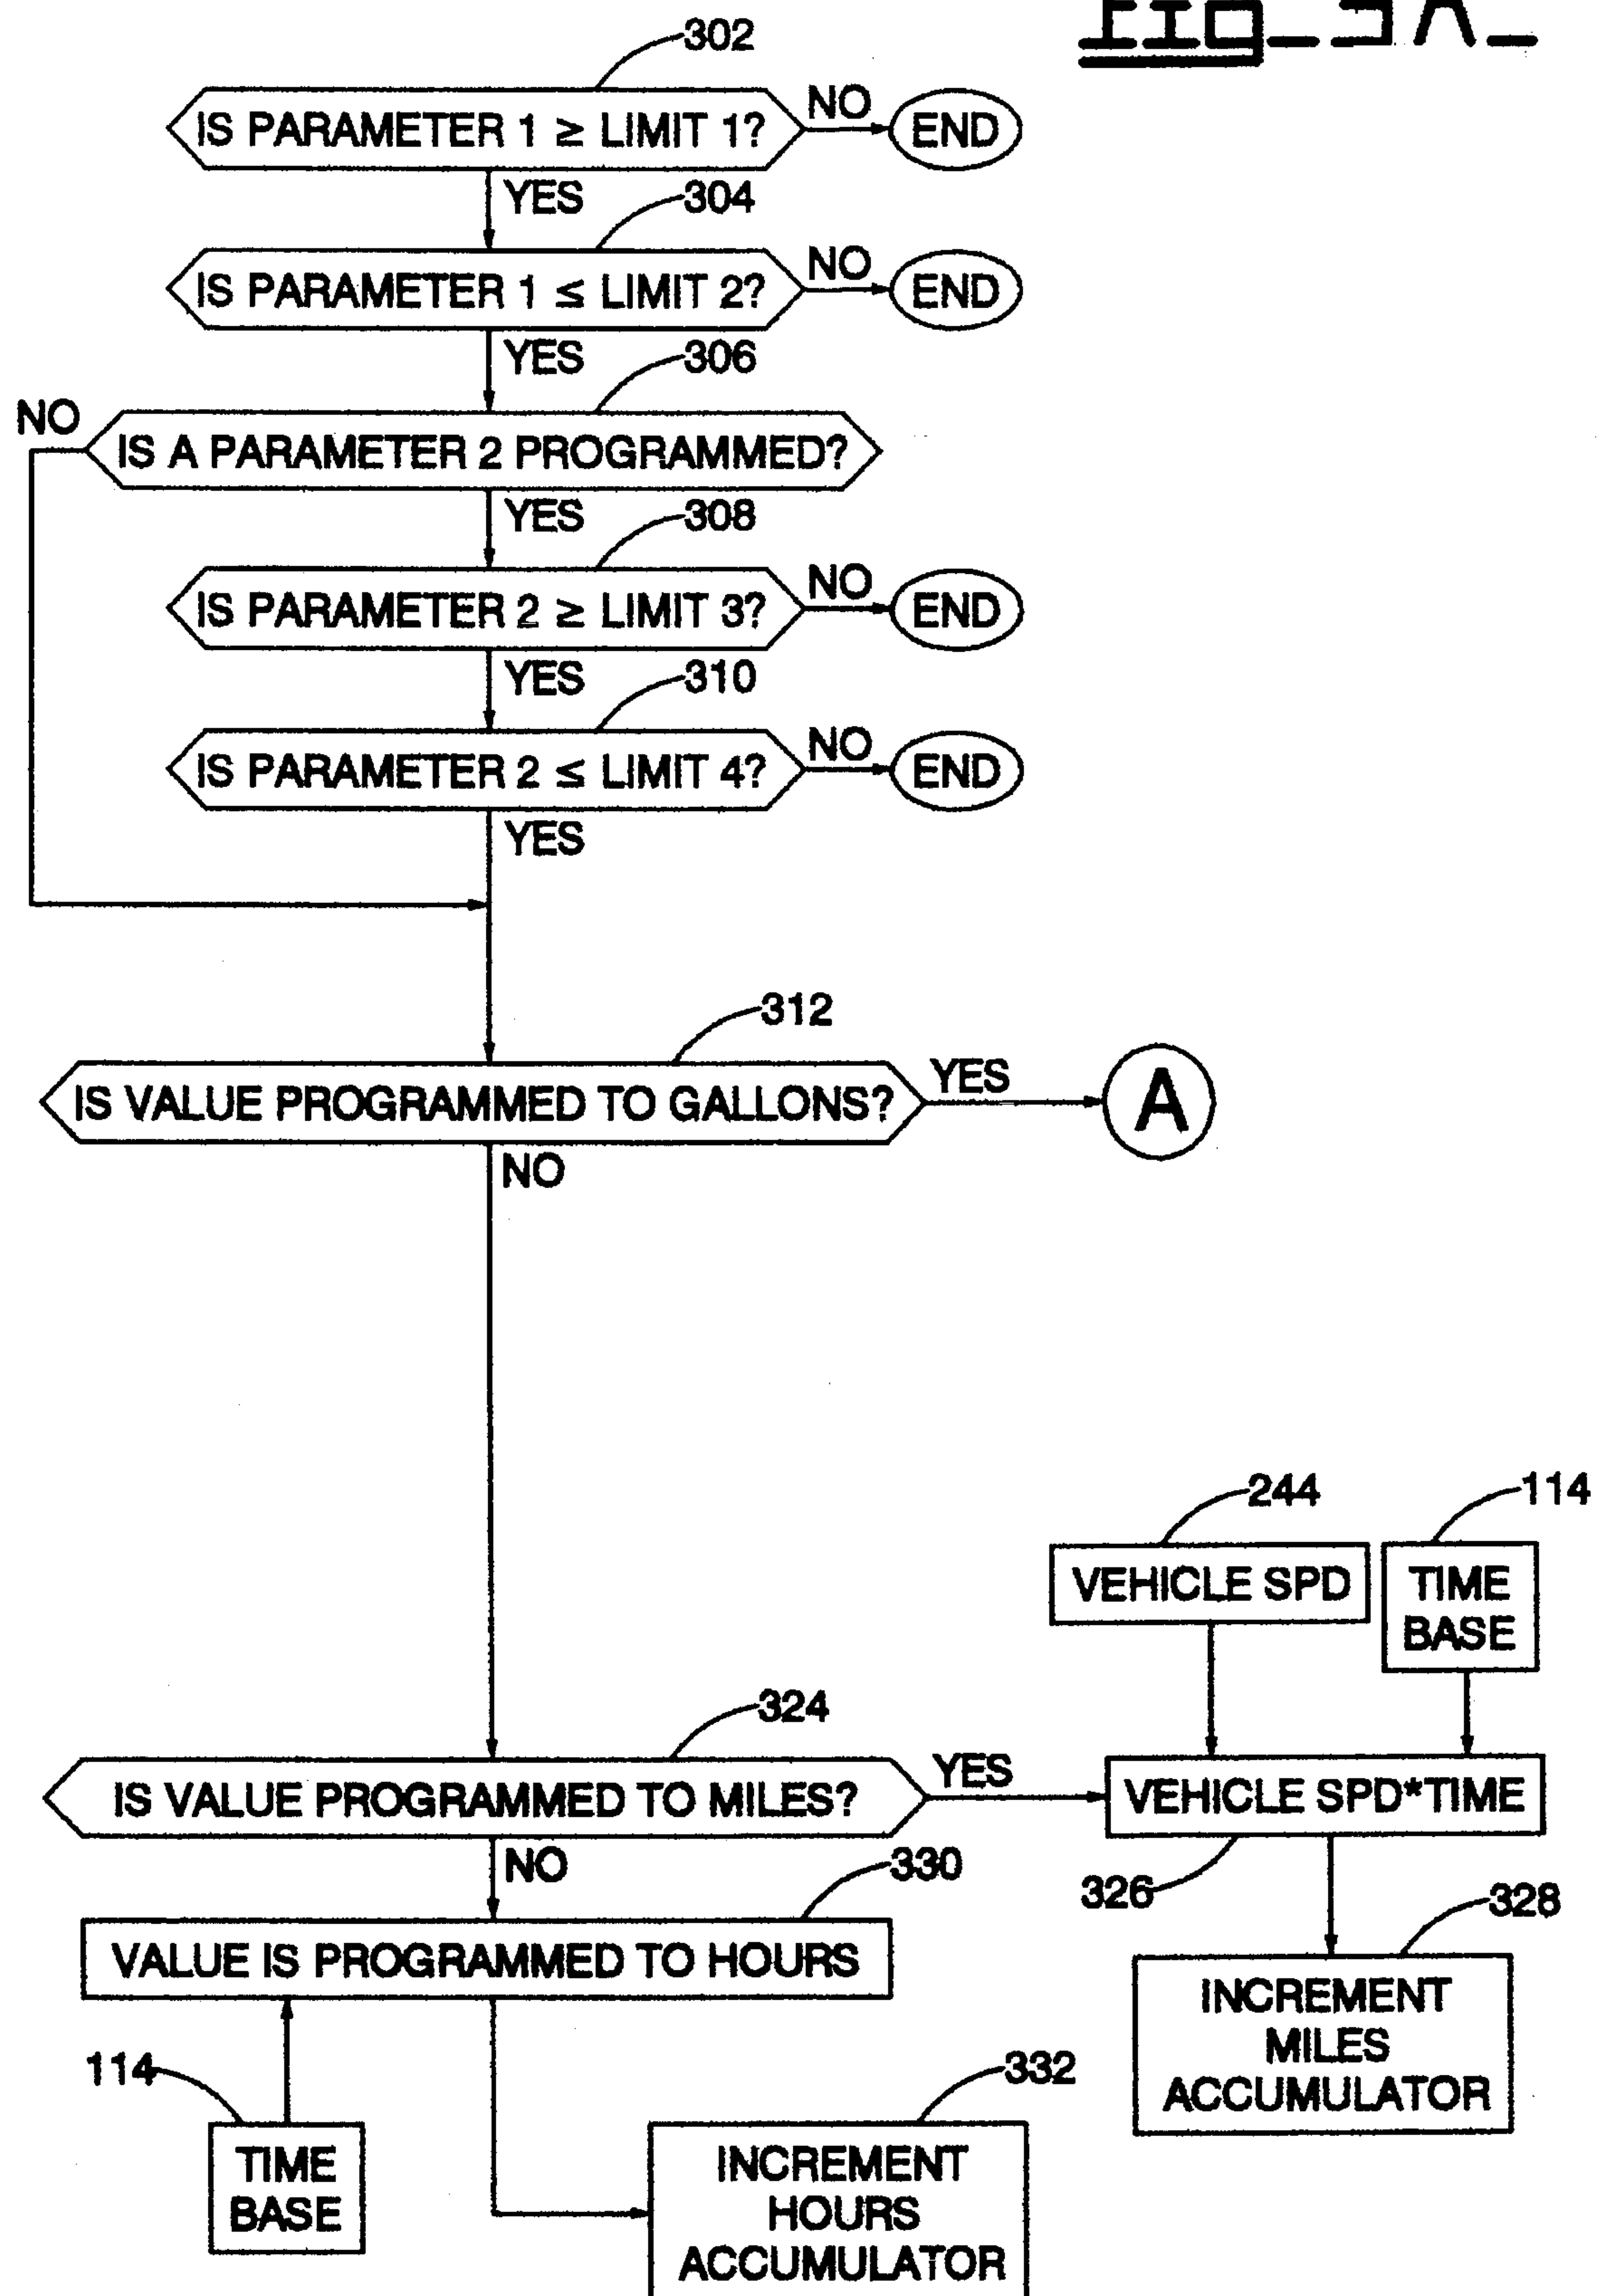 302
IS PARAMETER 1 ≥ LIMIT 1?
NO
END
YES
304
IS PARAMETER 1 ≤ LIMIT 2?
NO
END
YES
306
NO
IS A PARAMETER 2 PROGRAMMED?
YES
308
IS PARAMETER 2 ≥ LIMIT 3?
NO
END
YES
310
IS PARAMETER 2 ≤ LIMIT 4?
NO
END
YES
312
IS VALUE PROGRAMMED TO GALLONS?
YES
A
NO
244
114
VEHICLE SPD
TIME
BASE
324
IS VALUE PROGRAMMED TO MILES?
YES
VEHICLE SPD*TIME
NO
330
326
328
VALUE IS PROGRAMMED TO HOURS
INCREMENT
MILES
ACCUMULATOR
114
332
TIME
BASE
INCREMENT
HOURS
ACCUMULATOR